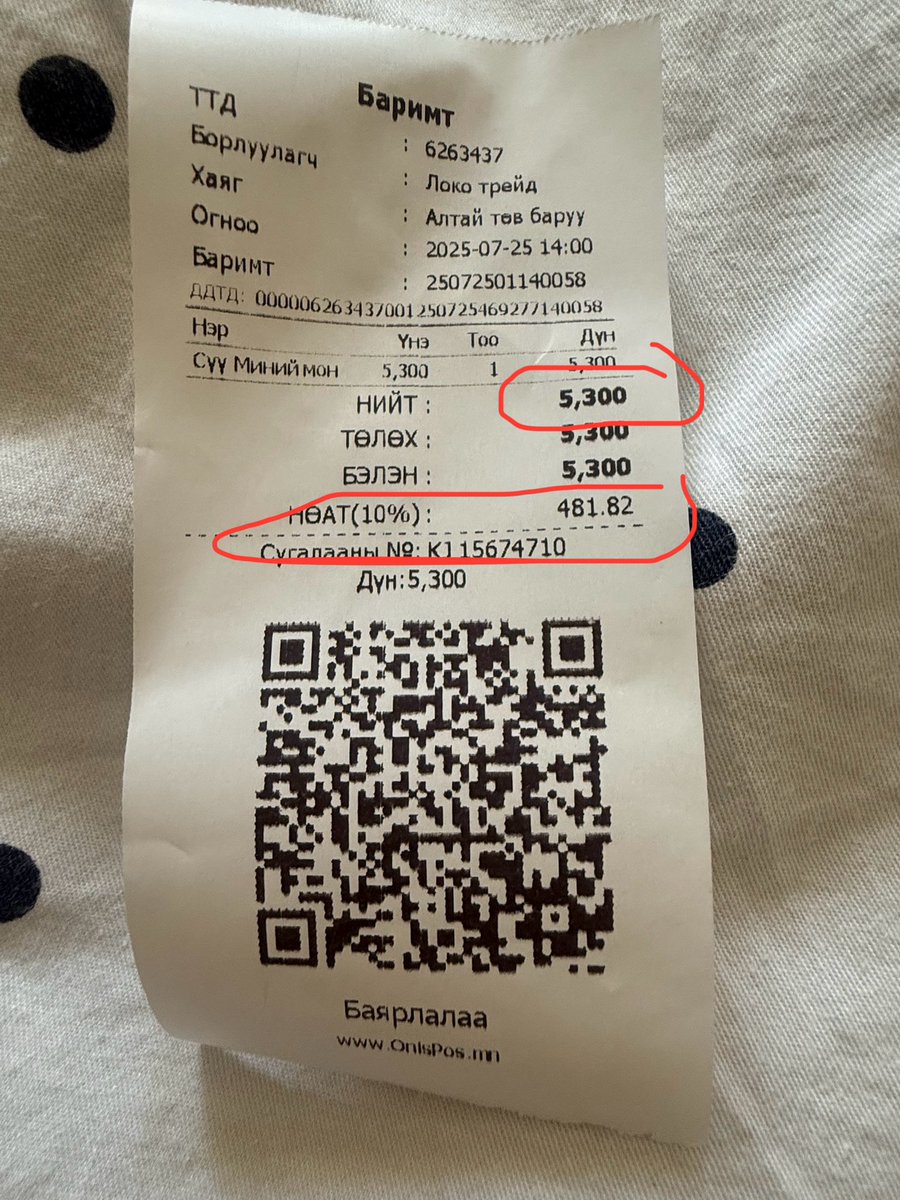 Баримт
ТТД : 6263437
Борлуулагч : Локо трейд
Хаяг : Алтай төв баруу
Огноо : 2025-07-25 14:00
Баримт : 25072501140058
ДДТД: 000006263437001250725469277140058
Нэр Үнэ Тоо Дүн
Сүү Миний мон 5,300 1 5,300
НИЙТ : 5,300
ТӨЛӨХ : 5,300
БЭЛЭН : 5,300
НӨАТ(10%) : 481.82
Сугалааны №: KJ 15674710
Дүн:5,300
Баярлалаа
www.OnisPos.mn